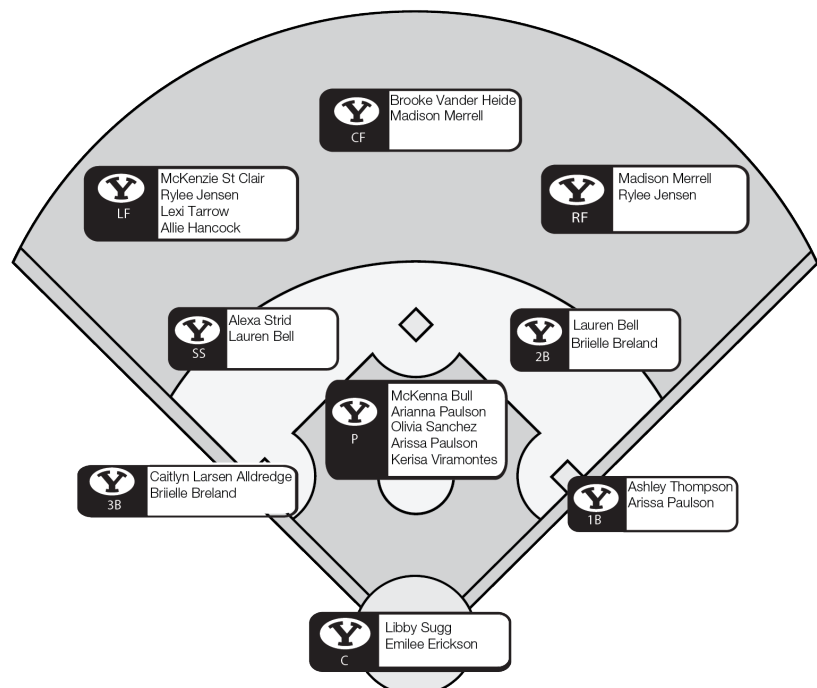 Y
CF
Brooke Vander Heide
Madison Merrell
Y
LF
McKenzie St Clair
Rylee Jensen
Lexi Tarrow
Allie Hancock
Y
RF
Madison Merrell
Rylee Jensen
Y
SS
Alexa Strid
Lauren Bell
Y
2B
Lauren Bell
Briielle Breland
Y
P
McKenna Bull
Arianna Paulson
Olivia Sanchez
Arissa Paulson
Kerisa Viramontes
Y
3B
Caitlyn Larsen Alldredge
Briielle Breland
Y
1B
Ashley Thompson
Arissa Paulson
Y
C
Libby Sugg
Emilee Erickson